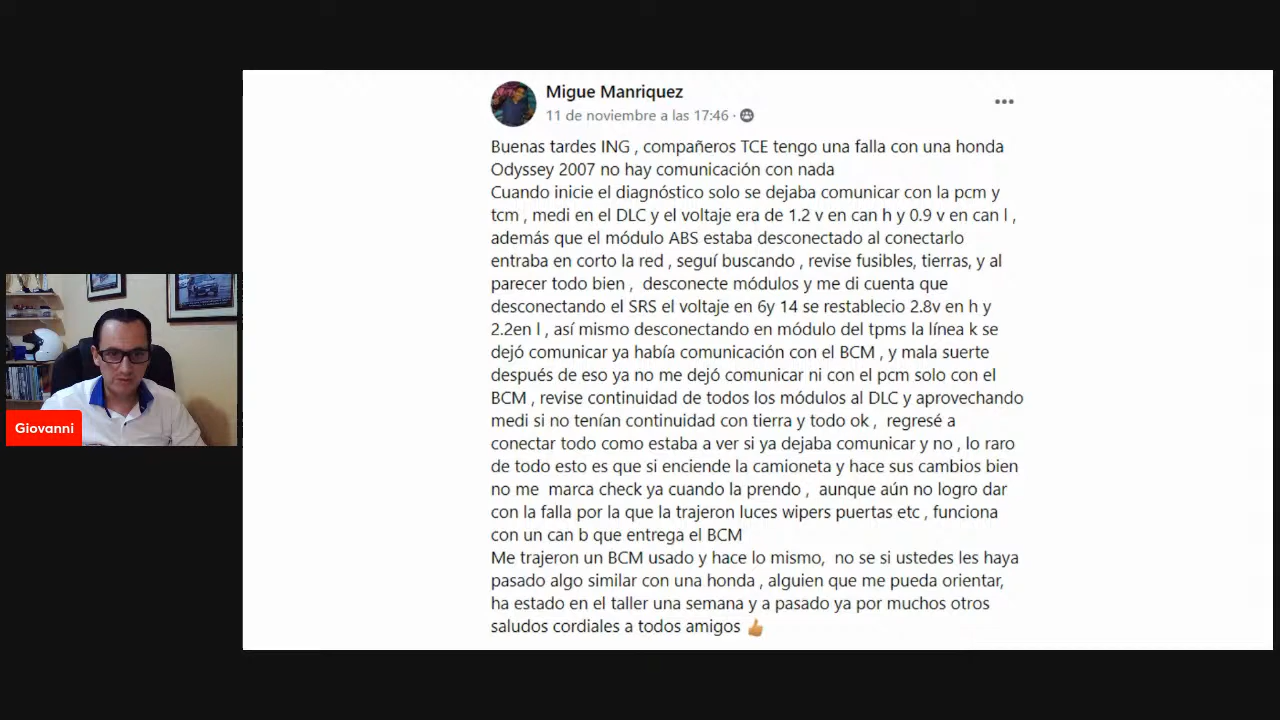 Migue Manriquez
11 de noviembre a las 17:46 ·
Buenas tardes ING , compañeros TCE tengo una falla con una honda
Odyssey 2007 no hay comunicación con nada
Cuando inicie el diagnóstico solo se dejaba comunicar con la pcm y
tcm , medi en el DLC y el voltaje era de 1.2 v en can h y 0.9 v en can l ,
además que el módulo ABS estaba desconectado al conectarlo
entraba en corto la red , seguí buscando , revise fusibles, tierras, y al
parecer todo bien , desconecte módulos y me di cuenta que
desconectando el SRS el voltaje en 6y 14 se restablecio 2.8v en h y
2.2en l , así mismo desconectando en módulo del tpms la línea k se
dejó comunicar ya había comunicación con el BCM , y mala suerte
después de eso ya no me dejó comunicar ni con el pcm solo con el
BCM , revise continuidad de todos los módulos al DLC y aprovechando
medi si no tenían continuidad con tierra y todo ok , regresé a
conectar todo como estaba a ver si ya dejaba comunicar y no , lo raro
de todo esto es que si enciende la camioneta y hace sus cambios bien
no me marca check ya cuando la prendo , aunque aún no logro dar
con la falla por la que la trajeron luces wipers puertas etc , funciona
con un can b que entrega el BCM
Me trajeron un BCM usado y hace lo mismo, no se si ustedes les haya
pasado algo similar con una honda , alguien que me pueda orientar,
ha estado en el taller una semana y a pasado ya por muchos otros
saludos cordiales a todos amigos 👍
Giovanni